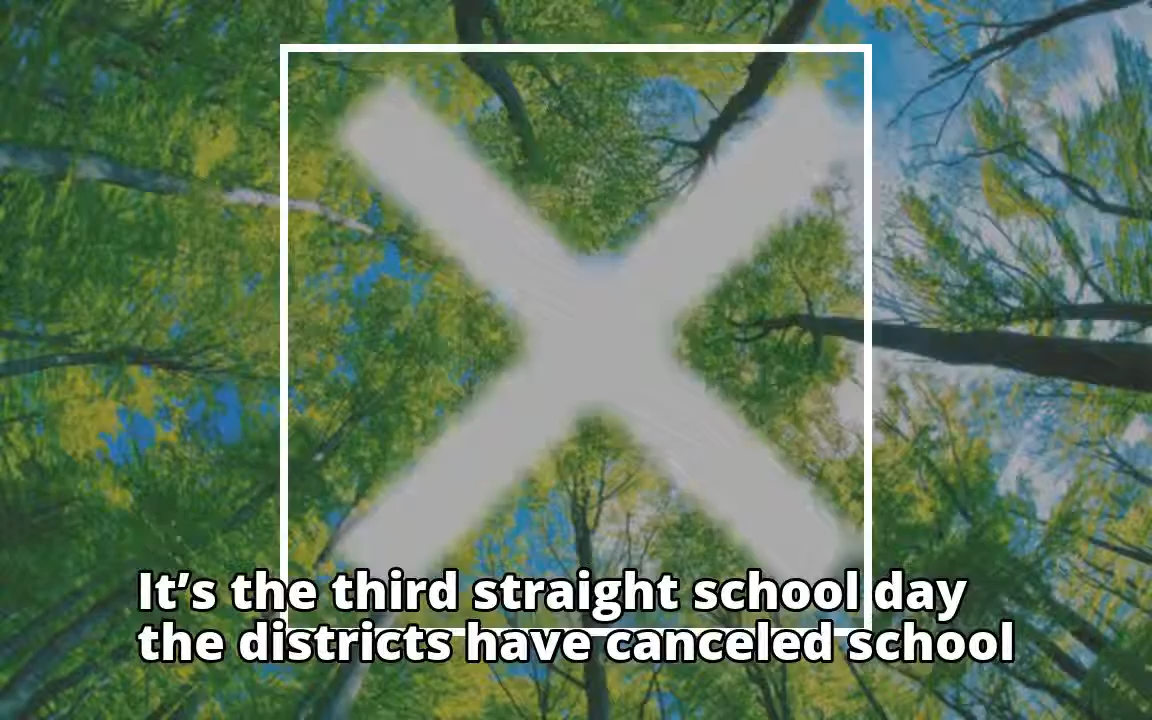 It’s the third straight school day
the districts have canceled school